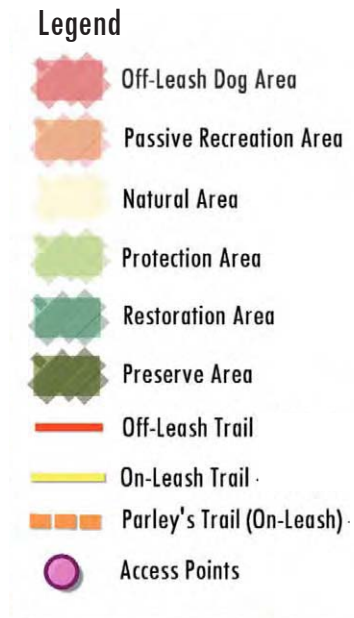 Legend
Off-Leash Dog Area
Passive Recreation Area
Natural Area
Protection Area
Restoration Area
Preserve Area
Off-Leash Trail
On-Leash Trail
Parley's Trail (On-Leash)
Access Points